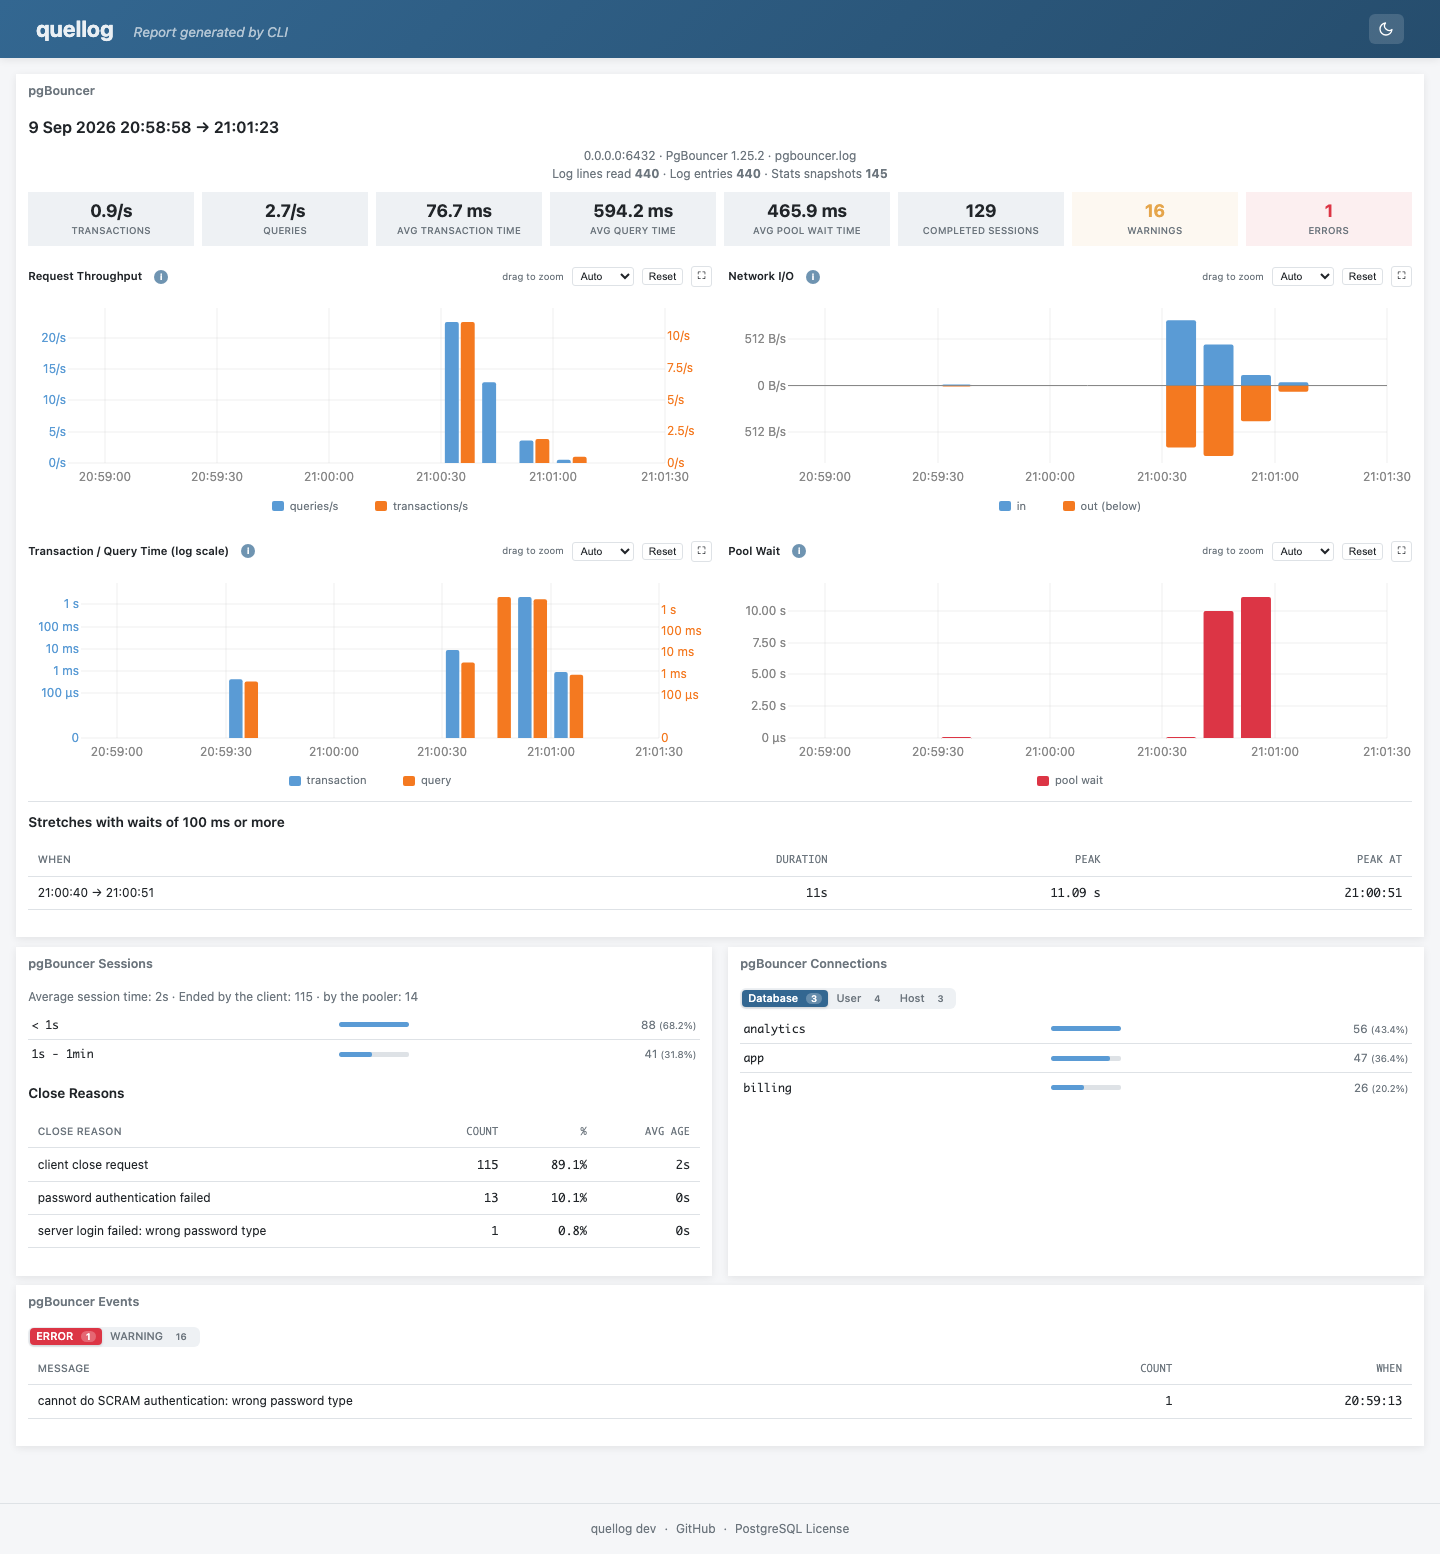 quellog Report generated by CLI
pgBouncer
9 Sep 2026 20:58:58 → 21:01:23
0.0.0.0:6432 · PgBouncer 1.25.2 · pgbouncer.log
Log lines read 440 · Log entries 440 · Stats snapshots 145
0.9/s 2.7/s 76.7 ms 594.2 ms 465.9 ms 129 16 1
TRANSACTIONS QUERIES AVG TRANSACTION TIME AVG QUERY TIME AVG POOL WAIT TIME COMPLETED SESSIONS WARNINGS ERRORS
Request Throughput i drag to zoom Auto Reset
20/s
15/s
10/s
5/s
0/s
10/s
7.5/s
5/s
2.5/s
0/s
20:59:00 20:59:30 21:00:00 21:00:30 21:01:00 21:01:30
queries/s transactions/s
Network I/O i drag to zoom Auto Reset
512 B/s
0 B/s
512 B/s
20:59:00 20:59:30 21:00:00 21:00:30 21:01:00 21:01:30
in out (below)
Transaction / Query Time (log scale) i drag to zoom Auto Reset
1 s
100 ms
10 ms
1 ms
100 µs
0
1 s
100 ms
10 ms
1 ms
100 µs
0
20:59:00 20:59:30 21:00:00 21:00:30 21:01:00 21:01:30
transaction query
Pool Wait i drag to zoom Auto Reset
10.00 s
7.50 s
5.00 s
2.50 s
0 µs
20:59:00 20:59:30 21:00:00 21:00:30 21:01:00 21:01:30
pool wait
Stretches with waits of 100 ms or more
WHEN DURATION PEAK PEAK AT
21:00:40 → 21:00:51 11s 11.09 s 21:00:51
pgBouncer Sessions
Average session time: 2s · Ended by the client: 115 · by the pooler: 14
< 1s 88 (68.2%)
1s - 1min 41 (31.8%)
Close Reasons
CLOSE REASON COUNT % AVG AGE
client close request 115 89.1% 2s
password authentication failed 13 10.1% 0s
server login failed: wrong password type 1 0.8% 0s
pgBouncer Connections
Database 3 User 4 Host 3
analytics 56 (43.4%)
app 47 (36.4%)
billing 26 (20.2%)
pgBouncer Events
ERROR 1 WARNING 16
MESSAGE COUNT WHEN
cannot do SCRAM authentication: wrong password type 1 20:59:13
quellog dev · GitHub · PostgreSQL License